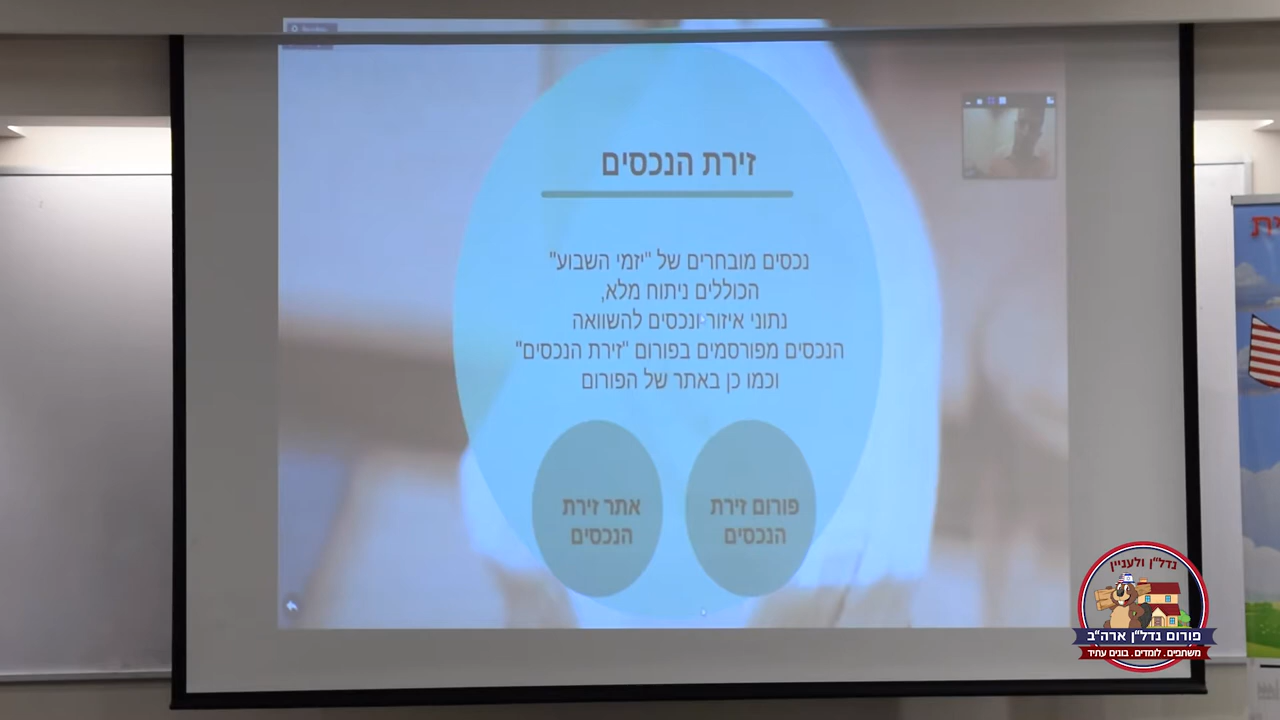 זירת הנכסים
נכסים מובחרים של "יזמי השבוע"
הכוללים ניתוח מלא,
נתוני איזור ונכסים להשוואה
הנכסים מפורסמים בפורום "זירת הנכסים"
וכמו כן באתר של הפורום
פורום זירת
הנכסים
אתר זירת
הנכסים
ית
נדל"ן ולעניין
פורום נדל"ן ארה"ב
משתפים. לומדים. בונים עתיד